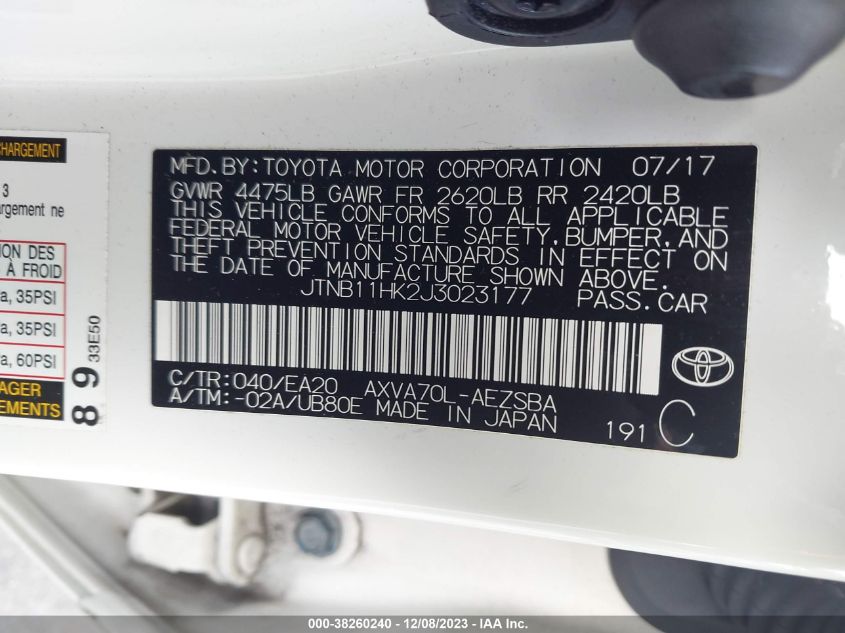 CHARGEMENT
3
argement ne
ION DES
À FROID
a, 35PSI
a, 35PSI
a, 60PSI
AGER
EMENTS
89 33E50
MFD.BY:TOYOTA MOTOR CORPORATION 07/17
GVWR 4475LB GAWR FR 2620LB RR 2420LB
THIS VEHICLE CONFORMS TO ALL APPLICABLE
FEDERAL MOTOR VEHICLE SAFETY,BUMPER,AND
THEFT PREVENTION STANDARDS IN EFFECT ON
THE DATE OF MANUFACTURE SHOWN ABOVE.
JTNB11HK2J3023177 PASS.CAR
C/TR:040/EA20 AXVA70L-AEZSBA
A/TM:-02A/UB80E MADE IN JAPAN
191 C
000-38260240 - 12/08/2023 - IAA Inc.